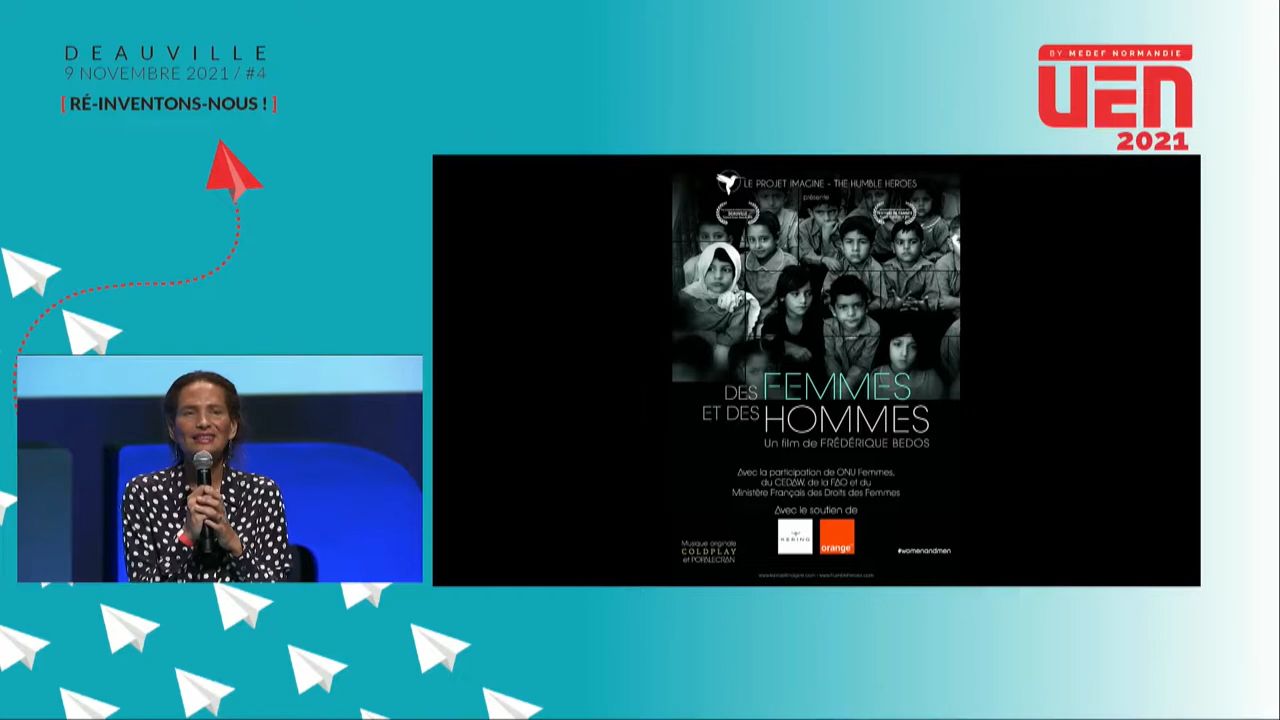 DEAUVILLE
9 NOVEMBRE 2021 / #4
[ RÉ-INVENTONS-NOUS ! ]
BY MEDEF NORMANDIE
UEN
2021
LE PROJET IMAGINE - THE HUMBLE HEROES
présente
DEAUVILLE
DES FEMMES
ET DES HOMMES
Un film de FRÉDÉRIQUE BEDOS
Avec la participation de ONU Femmes,
du CEDAW, de la FAO et du
Ministère Français des Droits des Femmes
Avec le soutien de
KERING
orange
Musique originale
COLDPLAY
et POPALECRAN
#womenandmen